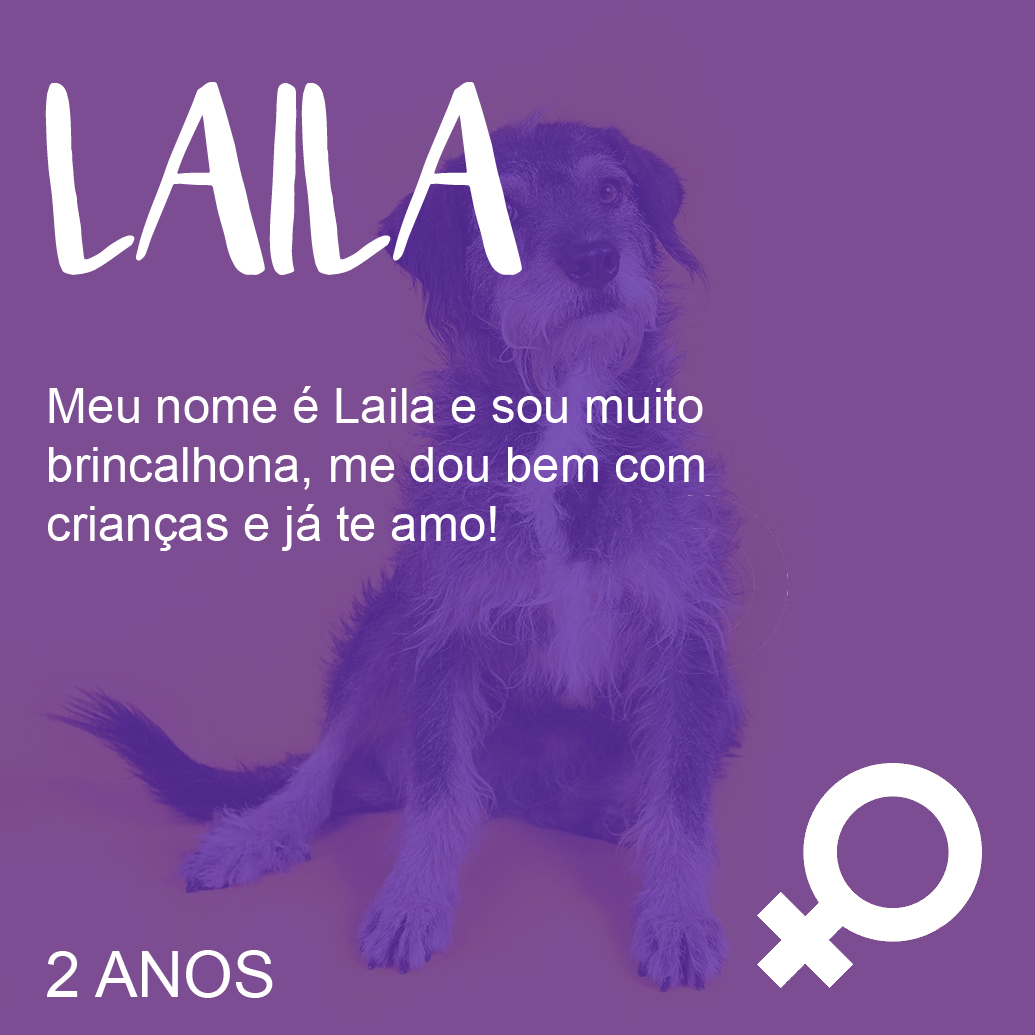 LAILA
Meu nome é Laila e sou muito
brincalhona, me dou bem com
crianças e já te amo!
2 ANOS